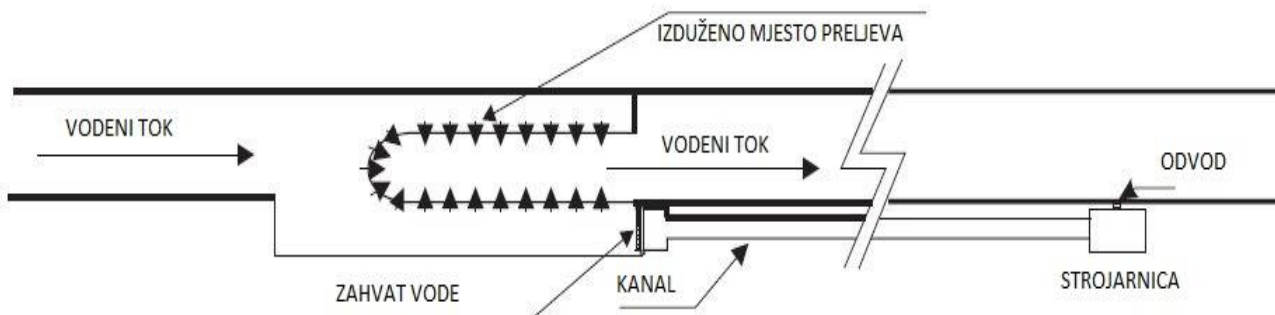 IZDUŽENO MJESTO PRELJEVA
VODENI TOK
VODENI TOK
ODVOD
ZAHVAT VODE
KANAL
STROJARNICA